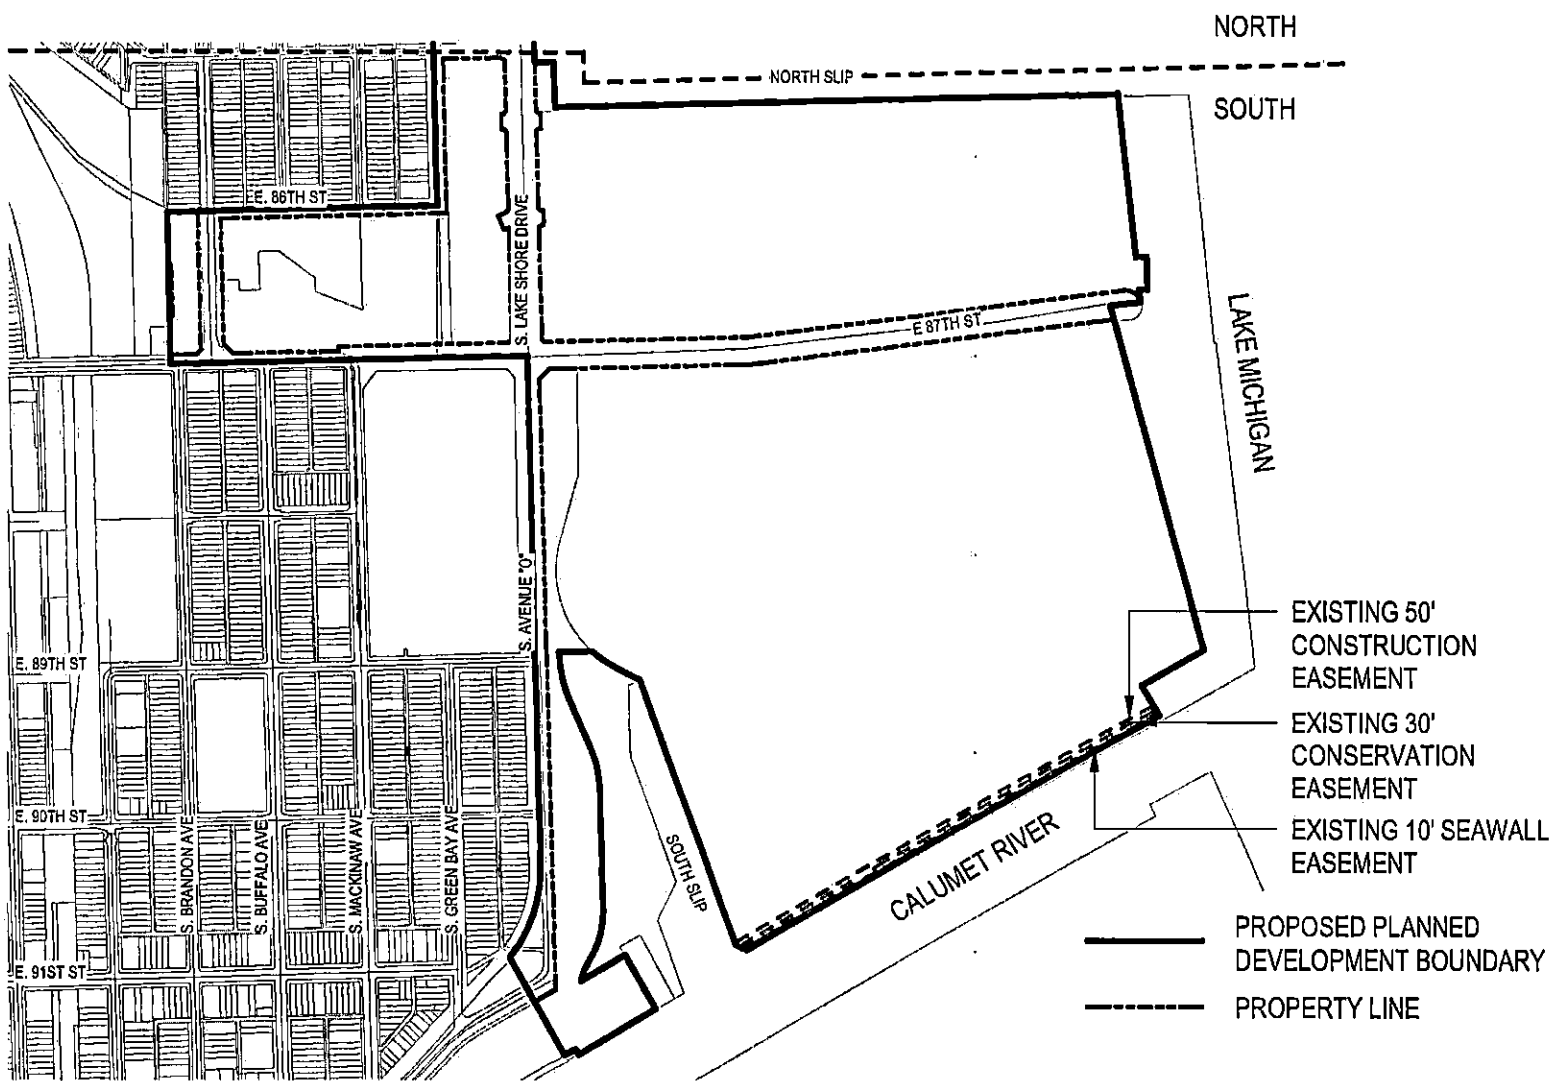 NORTH
NORTH SLIP
SOUTH
E. 86TH ST
S. LAKE SHORE DRIVE
E 87TH ST
LAKE MICHIGAN
S. AVENUE "O"
EXISTING 50'
CONSTRUCTION
EASEMENT
E. 89TH ST
EXISTING 30'
CONSERVATION
EASEMENT
E. 90TH ST
S. BRANDON AVE
S. BUFFALO AVE
S. MACKINAW AVE
S. GREEN BAY AVE
SOUTH SLIP
CALUMET RIVER
EXISTING 10' SEAWALL
EASEMENT
E. 91ST ST
PROPOSED PLANNED
DEVELOPMENT BOUNDARY
PROPERTY LINE